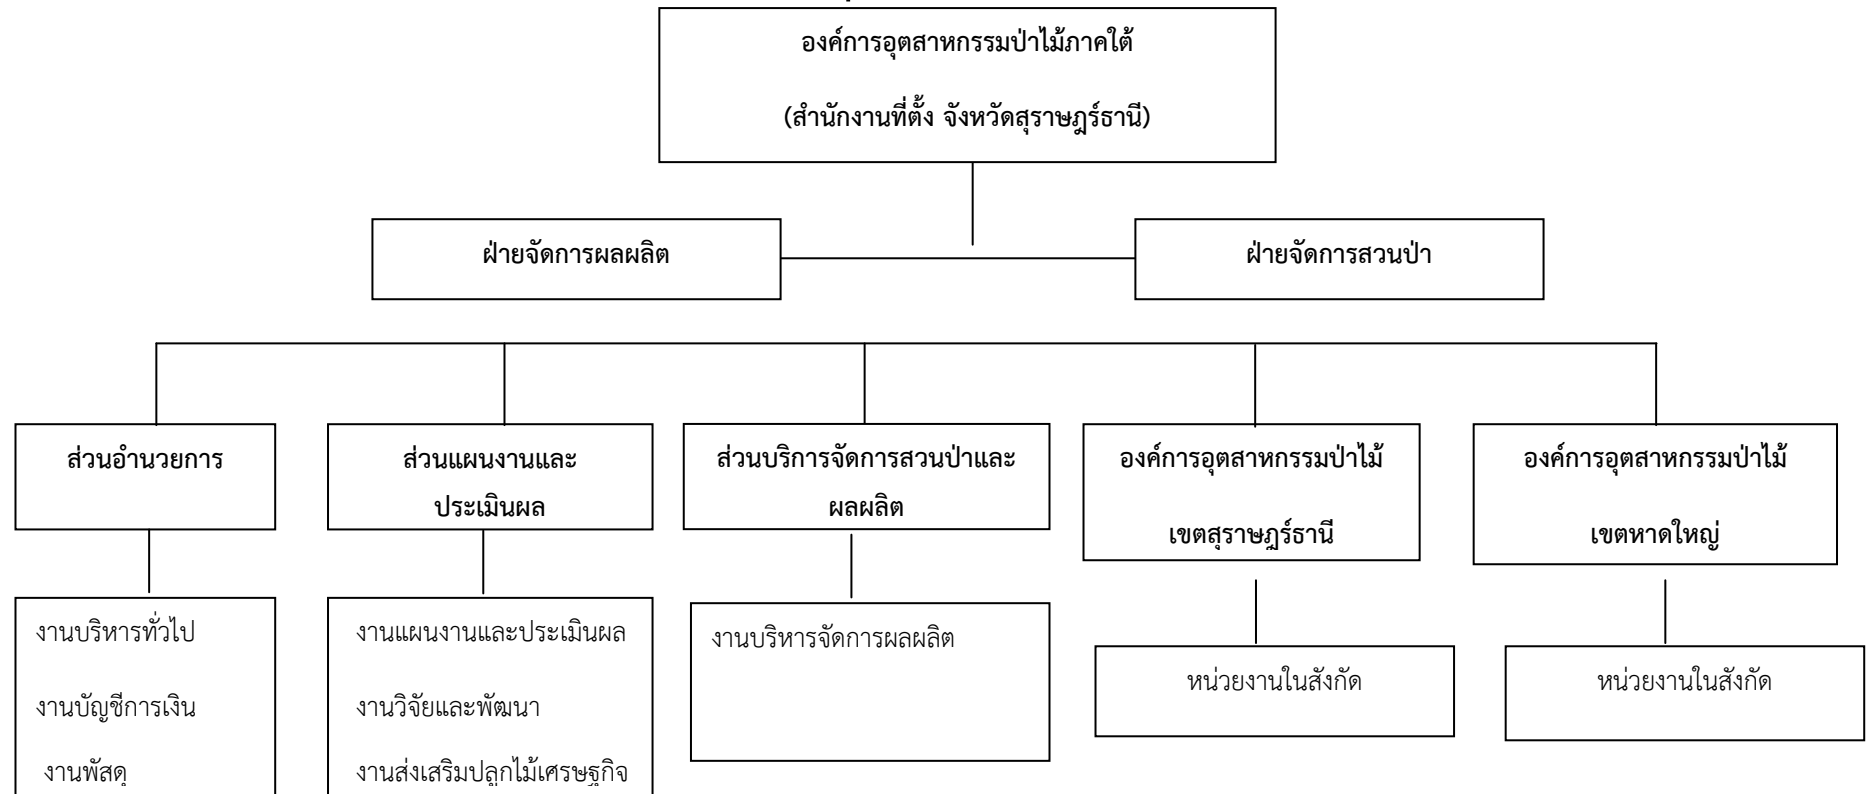 องค์การอุตสาหกรรมป่าไม้ภาคใต้
(สำนักงานที่ตั้ง จังหวัดสุราษฎร์ธานี)
ฝ่ายจัดการผลผลิต
ฝ่ายจัดการสวนป่า
ส่วนอำนวยการ
ส่วนแผนงานและ
ประเมินผล
ส่วนบริการจัดการสวนป่าและ
ผลผลิต
องค์การอุตสาหกรรมป่าไม้
เขตสุราษฎร์ธานี
องค์การอุตสาหกรรมป่าไม้
เขตหาดใหญ่
งานบริหารทั่วไป
งานบัญชีการเงิน
งานพัสดุ
งานแผนงานและประเมินผล
งานวิจัยและพัฒนา
งานส่งเสริมปลูกไม้เศรษฐกิจ
งานบริหารจัดการผลผลิต
หน่วยงานในสังกัด
หน่วยงานในสังกัด